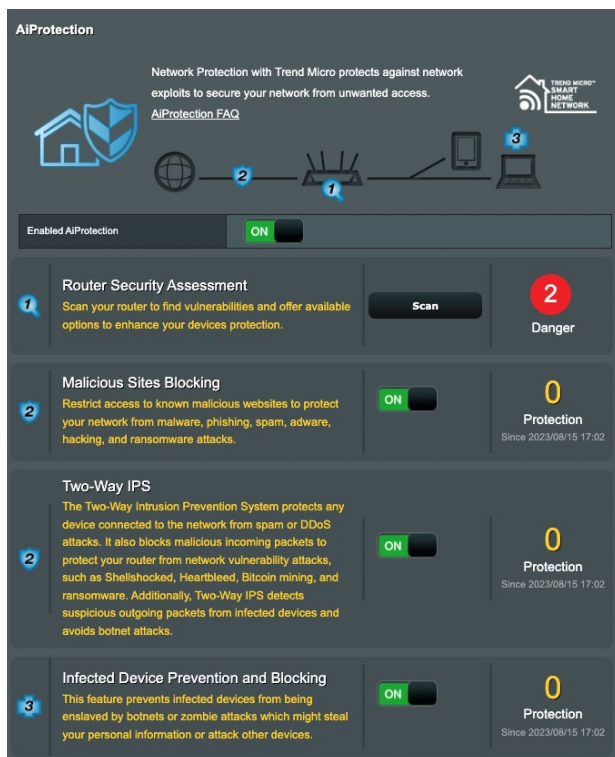 AiProtection
Network Protection with Trend Micro protects against network
exploits to secure your network from unwanted access.
AiProtection FAQ
TREND MICRO™
SMART
HOME
NETWORK
3
2
1
Enabled AiProtection
ON
1
Router Security Assessment
Scan your router to find vulnerabilities and offer available
options to enhance your devices protection.
Scan
2
Danger
2
Malicious Sites Blocking
Restrict access to known malicious websites to protect
your network from malware, phishing, spam, adware,
hacking, and ransomware attacks.
ON
0
Protection
Since 2023/08/15 17:02
2
Two-Way IPS
The Two-Way Intrusion Prevention System protects any
device connected to the network from spam or DDoS
attacks. It also blocks malicious incoming packets to
protect your router from network vulnerability attacks,
such as Shellshocked, Heartbleed, Bitcoin mining, and
ransomware. Additionally, Two-Way IPS detects
suspicious outgoing packets from infected devices and
avoids botnet attacks.
ON
0
Protection
Since 2023/08/15 17:02
3
Infected Device Prevention and Blocking
This feature prevents infected devices from being
enslaved by botnets or zombie attacks which might steal
your personal information or attack other devices.
ON
0
Protection
Since 2023/08/15 17:02